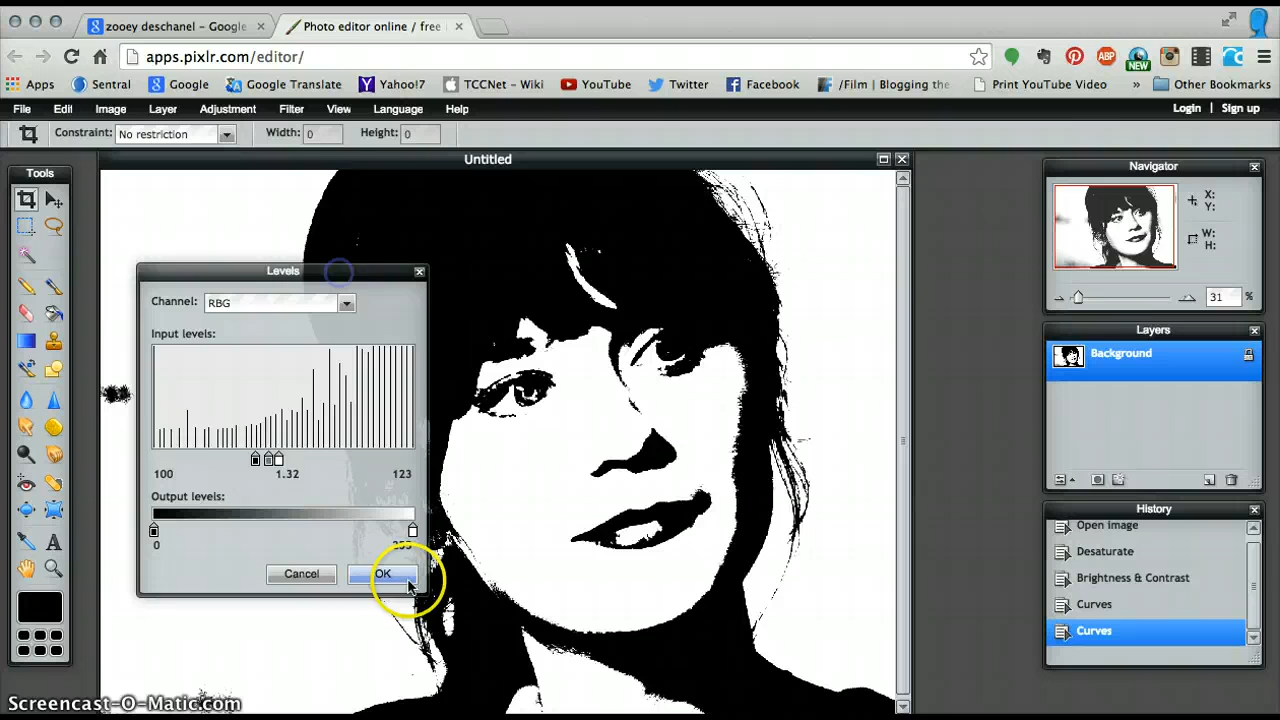 zooey deschanel - Google
Photo editor online / free
apps.pixlr.com/editor/
ABP
NEW
Apps
Sentral
Google
Google Translate
Yahoo!7
TCCNet - Wiki
YouTube
Twitter
Facebook
/Film | Blogging the
Print YouTube Video
»
Other Bookmarks
File
Edit
Image
Layer
Adjustment
Filter
View
Language
Help
Login | Sign up
Constraint: No restriction
Width: 0
Height: 0
Tools
Untitled
Navigator
X:
Y:
W:
H:
31 %
Levels
Channel: RBG
Input levels:
100 1.32 123
Output levels:
0 255
Cancel
OK
Layers
Background
History
Open image
Desaturate
Brightness & Contrast
Curves
Curves
Screencast-O-Matic.com